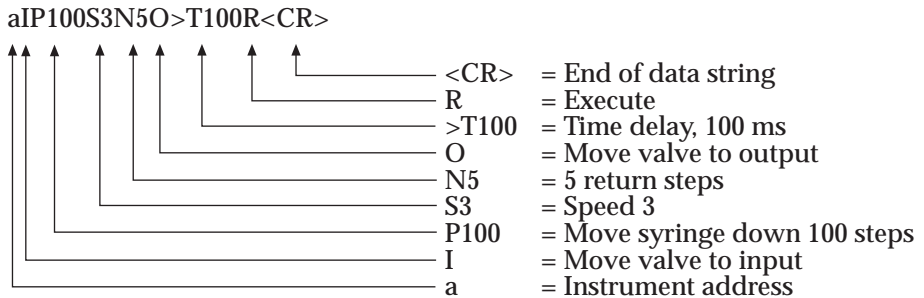 aIP100S3N5O>T100R<CR>
<CR> = End of data string
R = Execute
>T100 = Time delay, 100 ms
O = Move valve to output
N5 = 5 return steps
S3 = Speed 3
P100 = Move syringe down 100 steps
I = Move valve to input
a = Instrument address